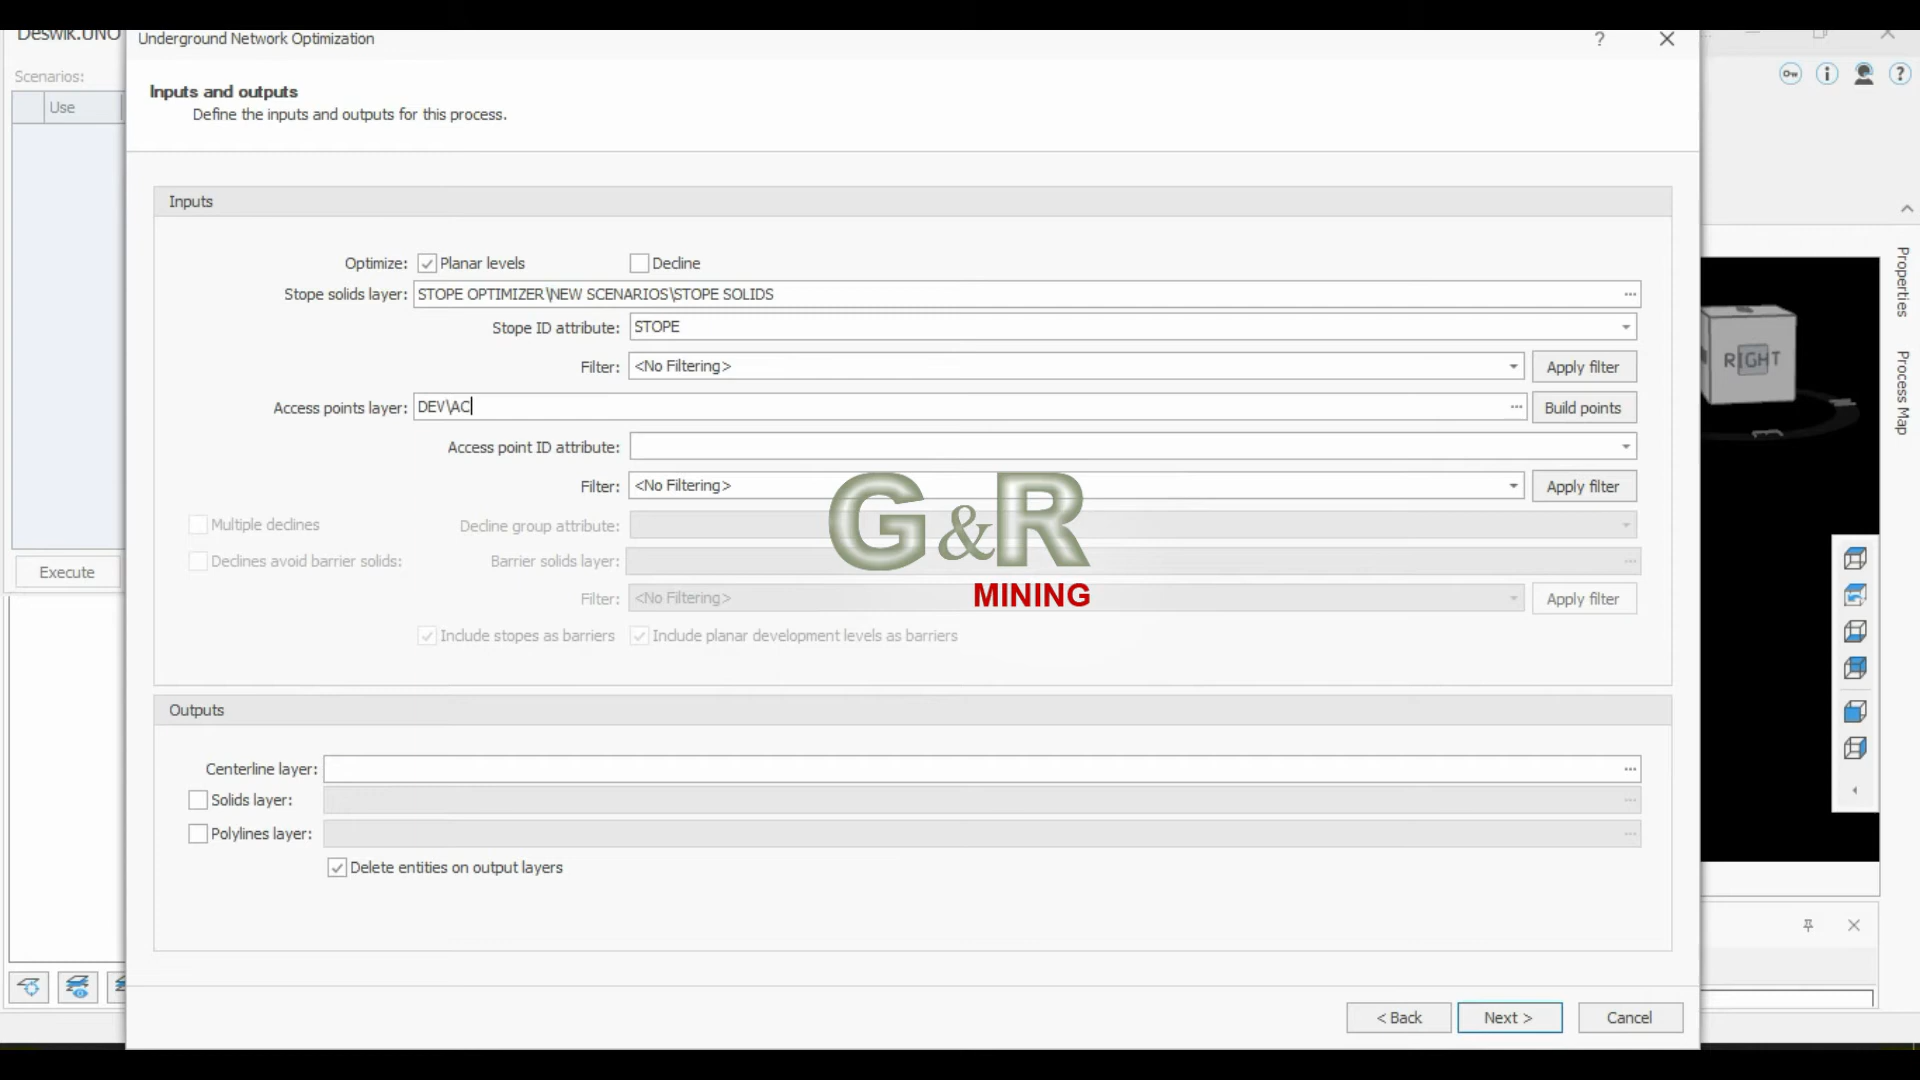 Deswik.UNO
Underground Network Optimization
?
Scenarios:
Use
Inputs and outputs
Define the inputs and outputs for this process.
Inputs
Optimize: Planar levels Decline
Stope solids layer: STOPE OPTIMIZER\NEW SCENARIOS\STOPE SOLIDS ...
Stope ID attribute: STOPE
Filter: <No Filtering> Apply filter
Access points layer: DEV\AC ... Build points
Access point ID attribute:
Filter: <No Filtering> Apply filter
Multiple declines Decline group attribute:
Declines avoid barrier solids: Barrier solids layer: ...
Filter: <No Filtering> Apply filter
Include stopes as barriers Include planar development levels as barriers
G&R
MINING
Outputs
Centerline layer: ...
Solids layer: ...
Polylines layer: ...
Delete entities on output layers
Execute
< Back Next > Cancel
RIGHT
Properties
Process Map